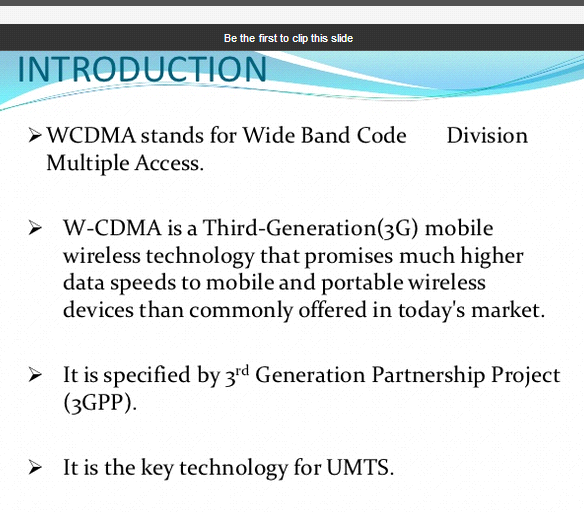 Be the first to clip this slide
INTRODUCTION
➢ WCDMA stands for Wide Band Code Division
Multiple Access.
➢ W-CDMA is a Third-Generation(3G) mobile
wireless technology that promises much higher
data speeds to mobile and portable wireless
devices than commonly offered in today's market.
➢ It is specified by 3rd Generation Partnership Project
(3GPP).
➢ It is the key technology for UMTS.